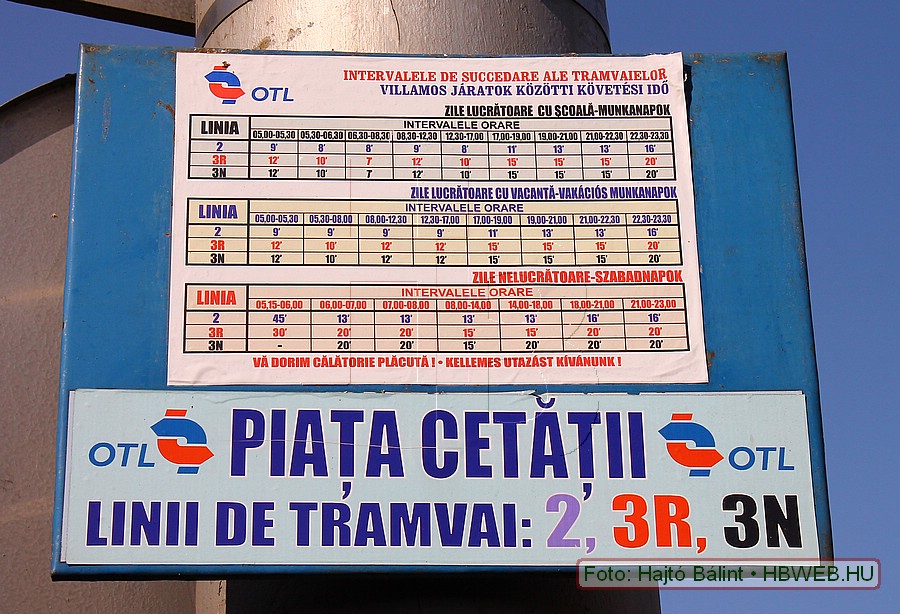 OTL
INTERVALELE DE SUCCEDARE ALE TRAMVAIELOR
VILLAMOS JÁRATOK KÖZÖTTI KÖVETÉSI IDŐ
ZILE LUCRĂTOARE CU ŞCOALĂ-MUNKANAPOK
LINIA INTERVALELE ORARE
05,00-05,30 05,30-06,30 06,30-08,30 08,30-12,30 12,30-17,00 17,00-19,00 19,00-21,00 21,00-22,30 22,30-23,30
2 9' 8' 8' 9' 8' 11' 13' 13' 16'
3R 12' 10' 7' 12' 10' 15' 15' 15' 20'
3N 12' 10' 7' 12' 10' 15' 15' 15' 20'
ZILE LUCRĂTOARE CU VACANTĂ-VAKÁCIÓS MUNKANAPOK
LINIA INTERVALELE ORARE
05,00-05,30 05,30-08,00 08,00-12,30 12,30-17,00 17,00-19,00 19,00-21,00 21,00-22,30 22,30-23,30
2 9' 9' 9' 9' 11' 13' 13' 16'
3R 12' 10' 12' 12' 15' 15' 15' 20'
3N 12' 10' 12' 12' 15' 15' 15' 20'
ZILE NELUCRĂTOARE-SZABADNAPOK
LINIA INTERVALELE ORARE
05,15-06,00 06,00-07,00 07,00-08,00 08,00-14,00 14,00-18,00 18,00-21,00 21,00-23,00
2 45' 13' 13' 13' 13' 16' 16'
3R 30' 20' 20' 15' 15' 20' 20'
3N - 20' 20' 15' 15' 20' 20'
VĂ DORIM CĂLĂTORIE PLĂCUTĂ ! • KELLEMES UTAZÁST KÍVÁNUNK !
OTL PIAȚA CETĂȚII OTL
LINII DE TRAMVAI: 2, 3R, 3N
Foto: Hajtó Bálint • HBWEB.HU